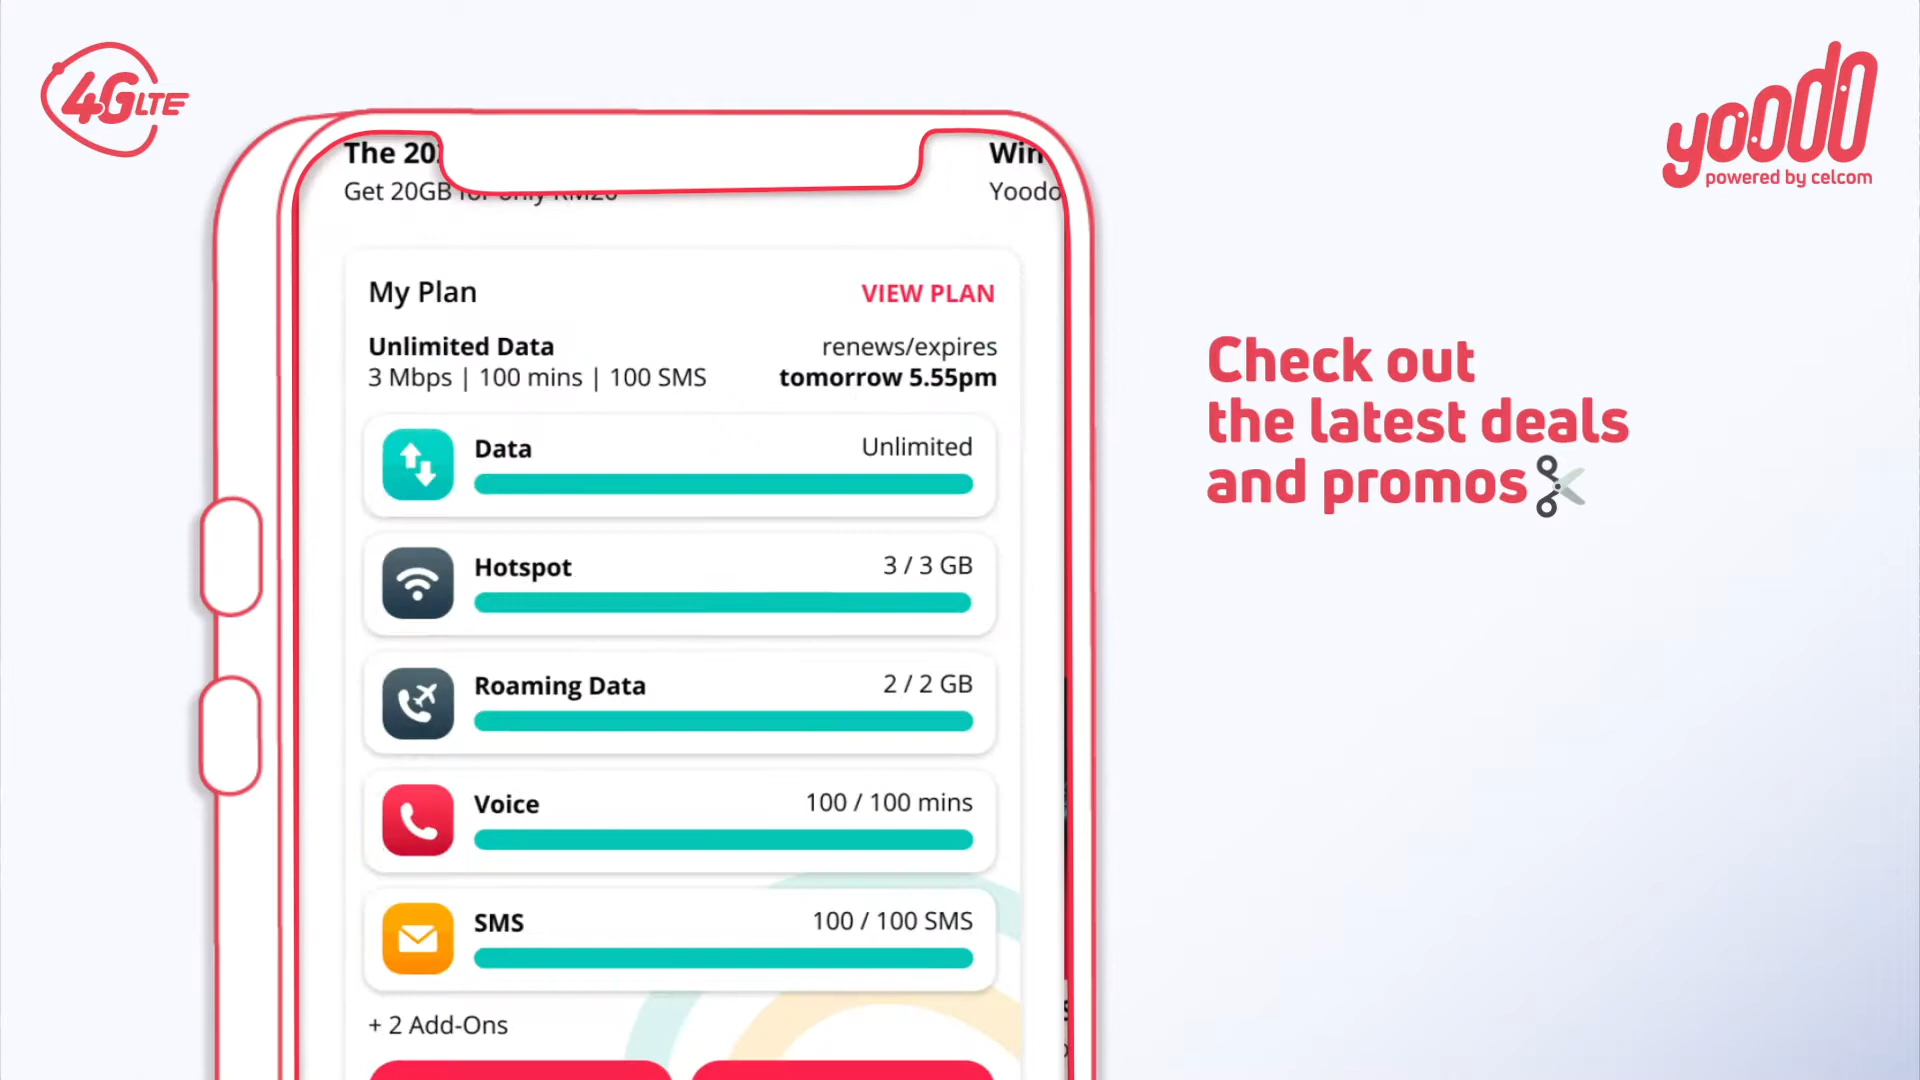 4G LTE
yoodo
powered by celcom
The 20
Win
Get 20GB for only RM20
Yoodo
My Plan
VIEW PLAN
Unlimited Data
renews/expires
3 Mbps | 100 mins | 100 SMS
tomorrow 5.55pm
Data
Unlimited
Hotspot
3 / 3 GB
Roaming Data
2 / 2 GB
Voice
100 / 100 mins
SMS
100 / 100 SMS
+ 2 Add-Ons
Check out
the latest deals
and promos